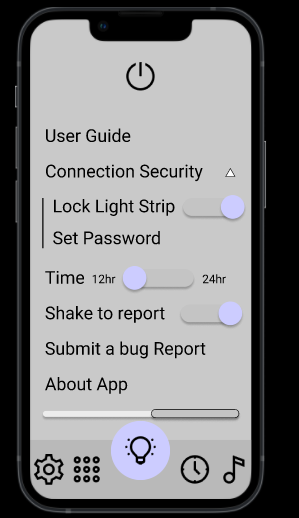 User Guide
Connection Security
Lock Light Strip
Set Password
Time 12hr 24hr
Shake to report
Submit a bug Report
About App